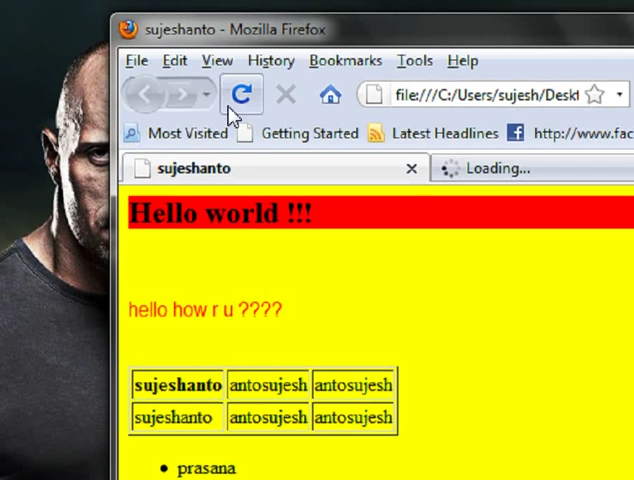 sujeshanto - Mozilla Firefox
File Edit View History Bookmarks Tools Help
file:///C:/Users/sujesh/Deskt
Most Visited Getting Started Latest Headlines http://www.fac
sujeshanto Loading...
Hello world !!!
hello how r u ????
sujeshanto antosujesh antosujesh
sujeshanto antosujesh antosujesh
prasana